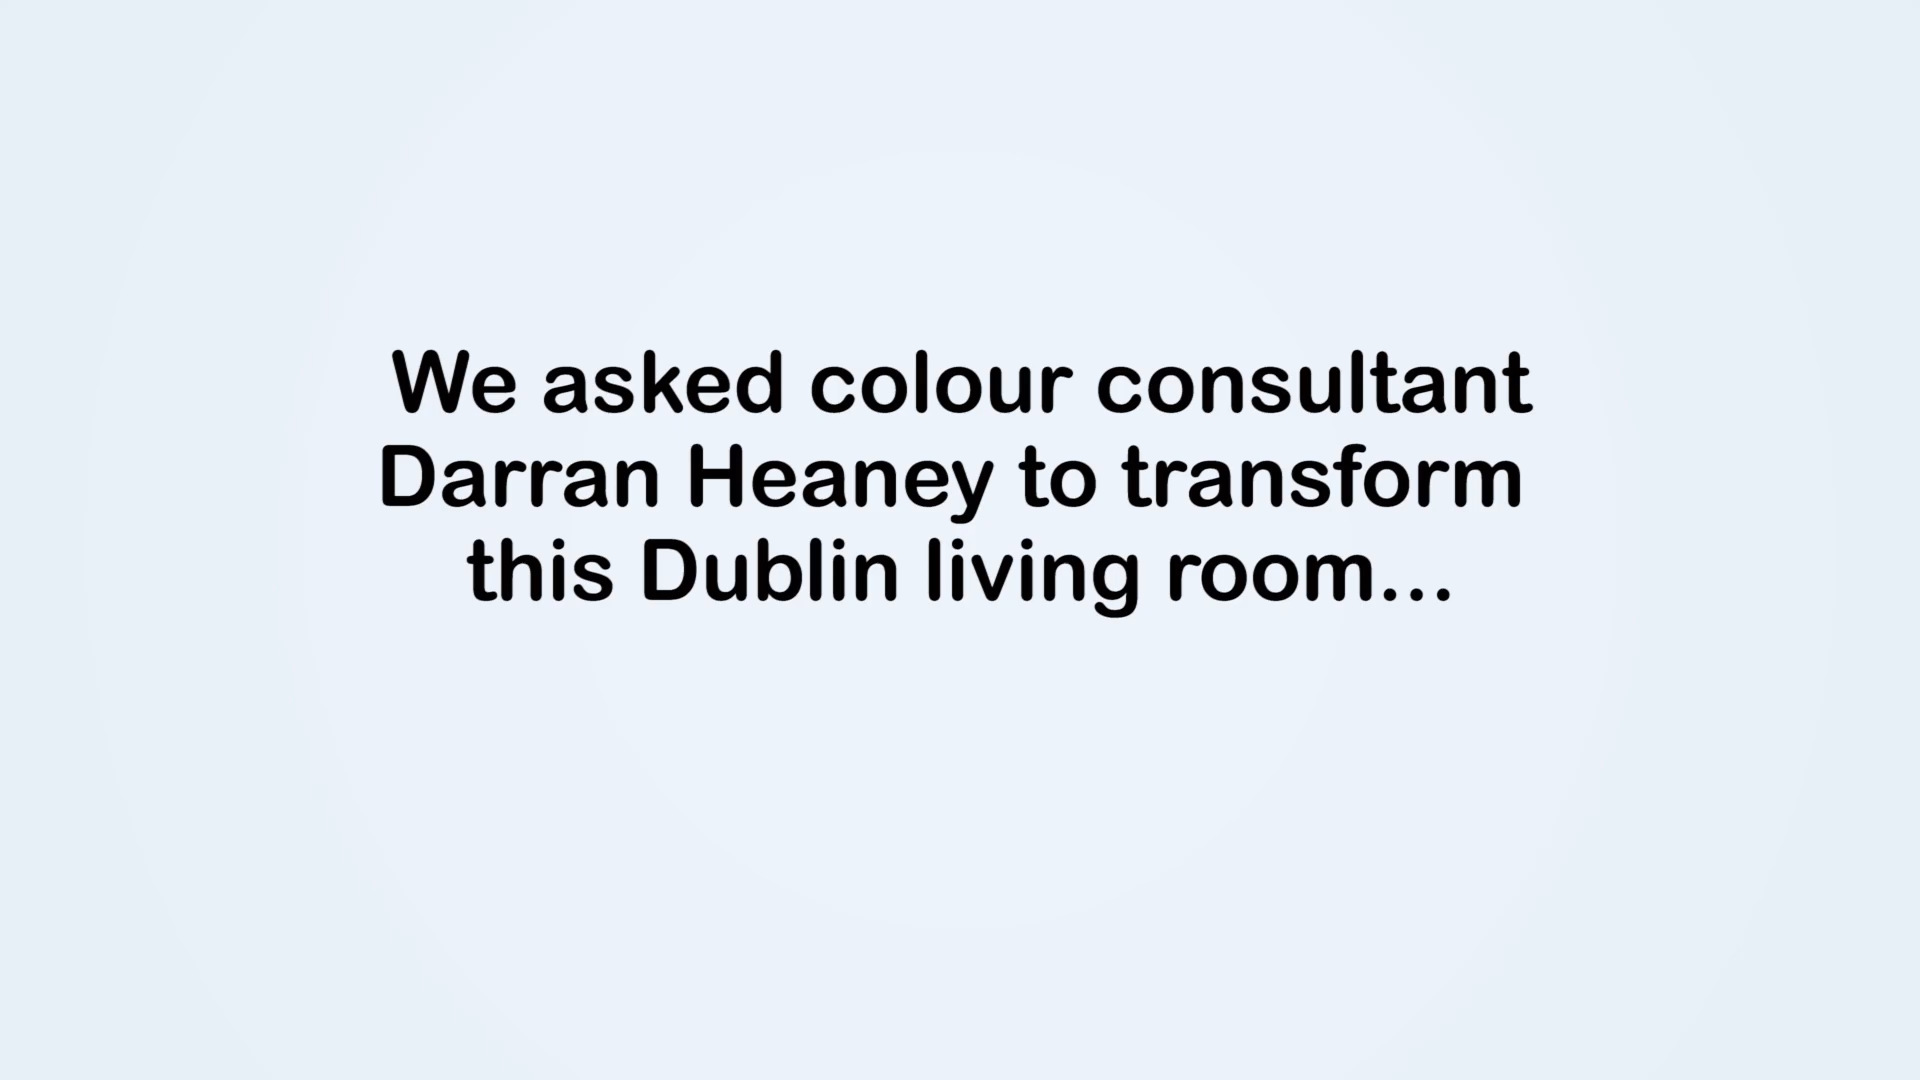 We asked colour consultant
Darran Heaney to transform
this Dublin living room...